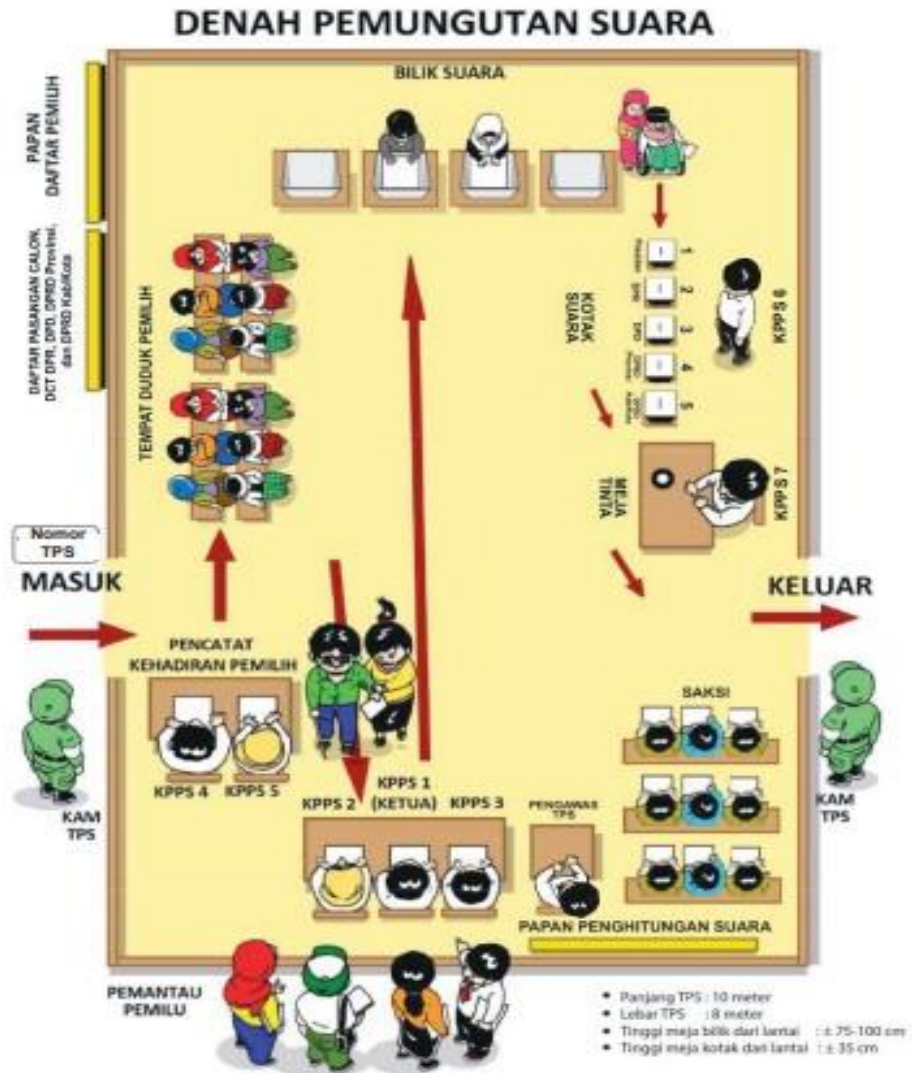 DENAH PEMUNGUTAN SUARA
BILIK SUARA
PAPAN
DAFTAR PEMILIH
DAFTAR PASANGAN CALON,
DCT DPR, DPD, DPRD Provinsi,
dan DPRD Kab/Kota
TEMPAT DUDUK PEMILIH
1
2
3
4
5
DPR
DPD
KOTAK
SUARA
KPPS 6
MEJA
TINTA
KPPS 7
Nomor
TPS
MASUK
KELUAR
PENCATAT
KEHADIRAN PEMILIH
KPPS 4
KPPS 5
KAM
TPS
KPPS 2
KPPS 1
(KETUA)
KPPS 3
PENGAWAS
TPS
SAKSI
KAM
TPS
PAPAN PENGHITUNGAN SUARA
PEMANTAU
PEMILU
• Panjang TPS : 10 meter
• Lebar TPS : 8 meter
• Tinggi meja bilik dari lantai : ± 75-100 cm
• Tinggi meja kotak dari lantai : ± 35 cm